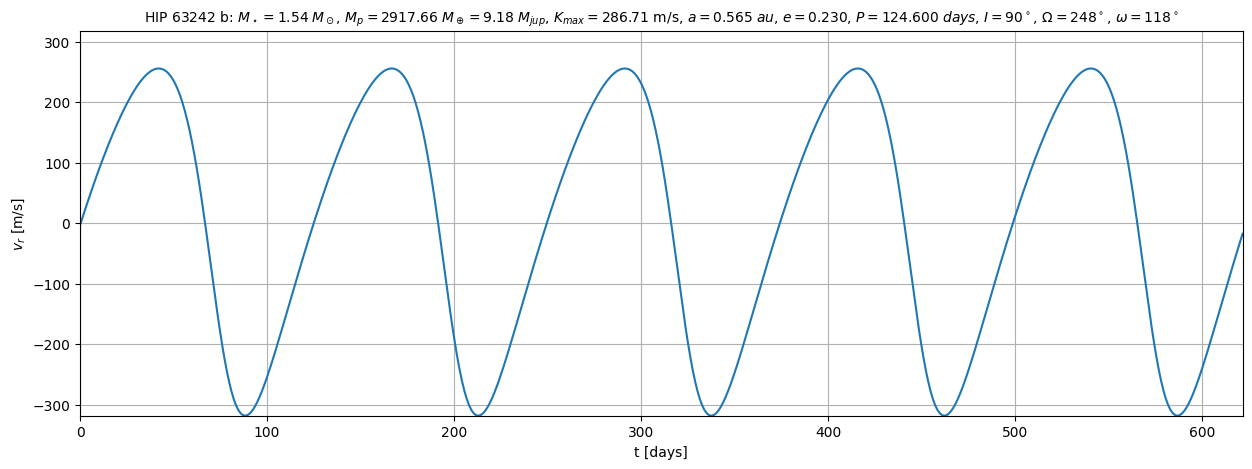 HIP 63242 b: M⋆ = 1.54 M⊙, Mp = 2917.66 M⊕ = 9.18 Mjup, Kmax = 286.71 m/s, a = 0.565 au, e = 0.230, P = 124.600 days, I = 90°, Ω = 248°, ω = 118°
300
200
100
0
−100
−200
−300
vr [m/s]
0 100 200 300 400 500 600
t [days]